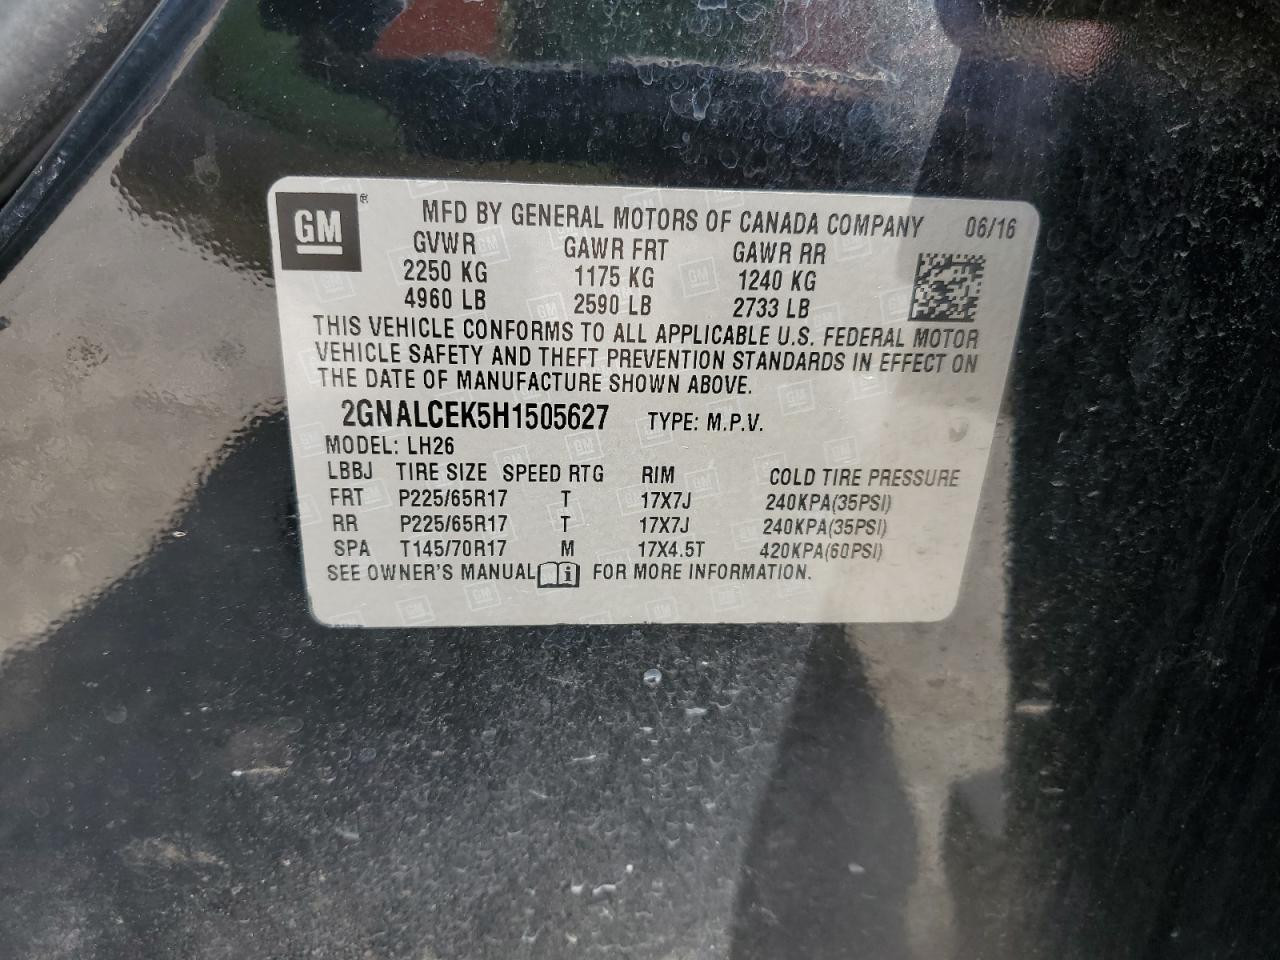 GM ® MFD BY GENERAL MOTORS OF CANADA COMPANY 06/16
GVWR GAWR FRT GAWR RR
2250 KG 1175 KG 1240 KG
4960 LB 2590 LB 2733 LB
THIS VEHICLE CONFORMS TO ALL APPLICABLE U.S. FEDERAL MOTOR
VEHICLE SAFETY AND THEFT PREVENTION STANDARDS IN EFFECT ON
THE DATE OF MANUFACTURE SHOWN ABOVE.
2GNALCEK5H1505627 TYPE: M.P.V.
MODEL: LH26
LBBJ TIRE SIZE SPEED RTG RIM COLD TIRE PRESSURE
FRT P225/65R17 T 17X7J 240KPA(35PSI)
RR P225/65R17 T 17X7J 240KPA(35PSI)
SPA T145/70R17 M 17X4.5T 420KPA(60PSI)
SEE OWNER'S MANUAL i FOR MORE INFORMATION.